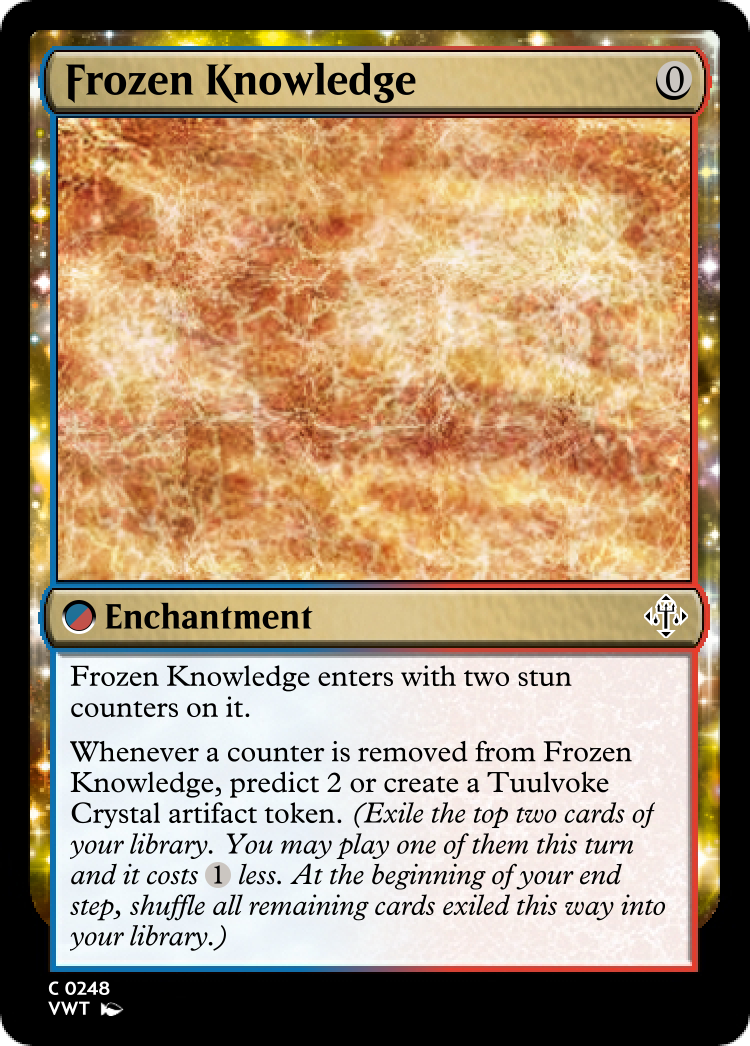 Frozen Knowledge 0
Enchantment
Frozen Knowledge enters with two stun
counters on it.
Whenever a counter is removed from Frozen
Knowledge, predict 2 or create a Tuulvoke
Crystal artifact token. (Exile the top two cards of
your library. You may play one of them this turn
and it costs 1 less. At the beginning of your end
step, shuffle all remaining cards exiled this way into
your library.)
C 0248
VWT